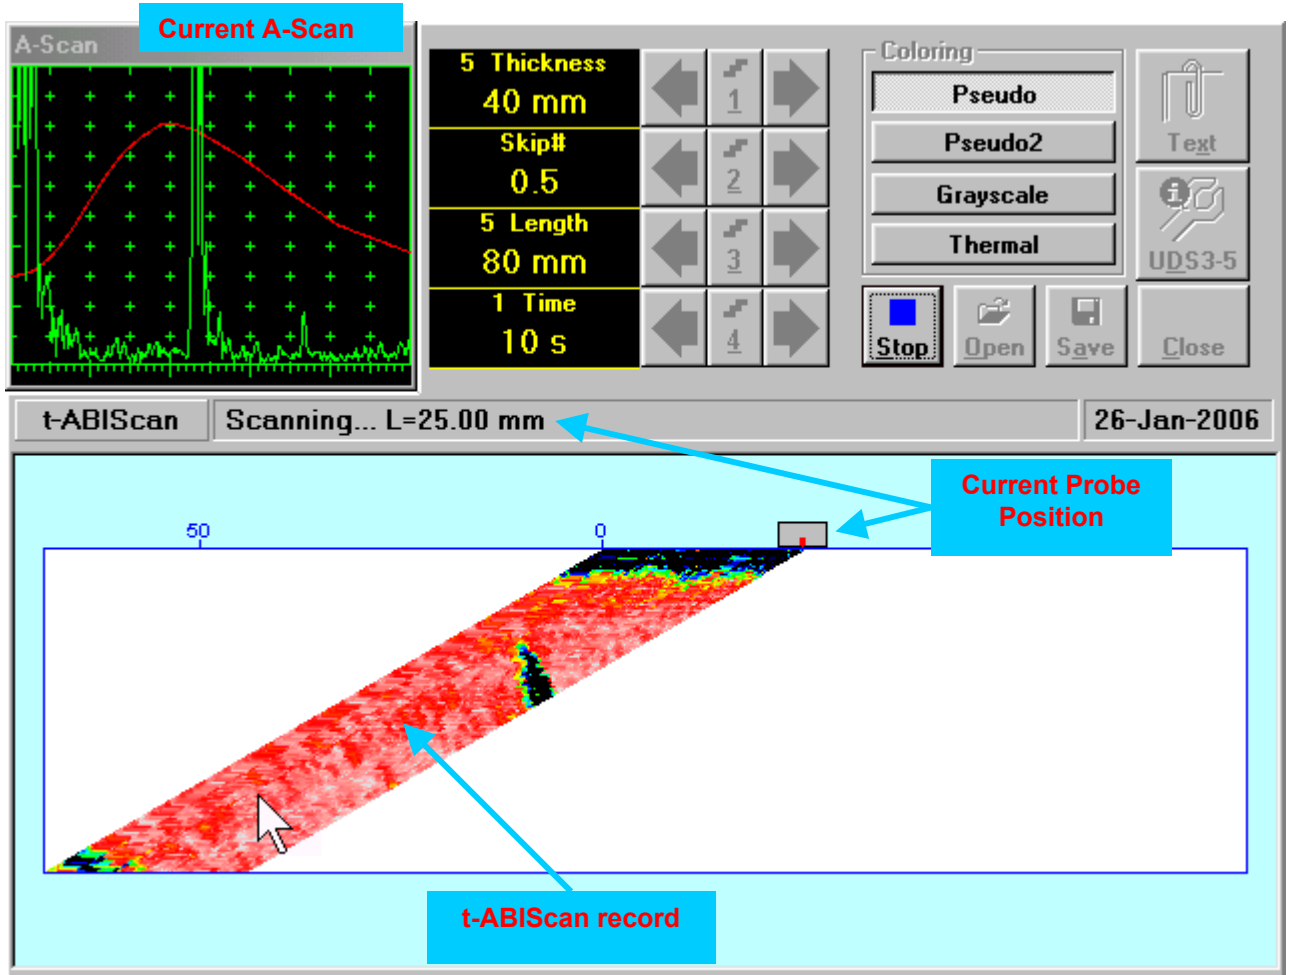 Current A-Scan
A-Scan
5 Thickness
40 mm
Skip#
0.5
5 Length
80 mm
1 Time
10 s
1
2
3
4
Coloring
Pseudo
Pseudo2
Grayscale
Thermal
Text
UDS3-5
Stop
Open
Save
Close
t-ABIScan
Scanning... L=25.00 mm
26-Jan-2006
Current Probe
Position
50
0
t-ABIScan record